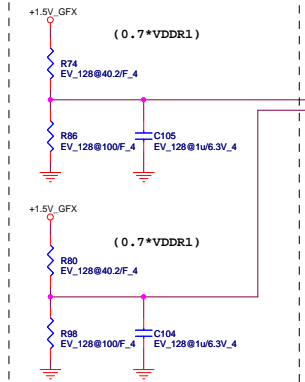 +1.5V_GFX
(0.7*VDDR1)
R74
EV_128@40.2/F_4
R86
EV_128@100/F_4
C105
EV_128@1u/6.3V_4
+1.5V_GFX
(0.7*VDDR1)
R80
EV_128@40.2/F_4
R98
EV_128@100/F_4
C104
EV_128@1u/6.3V_4